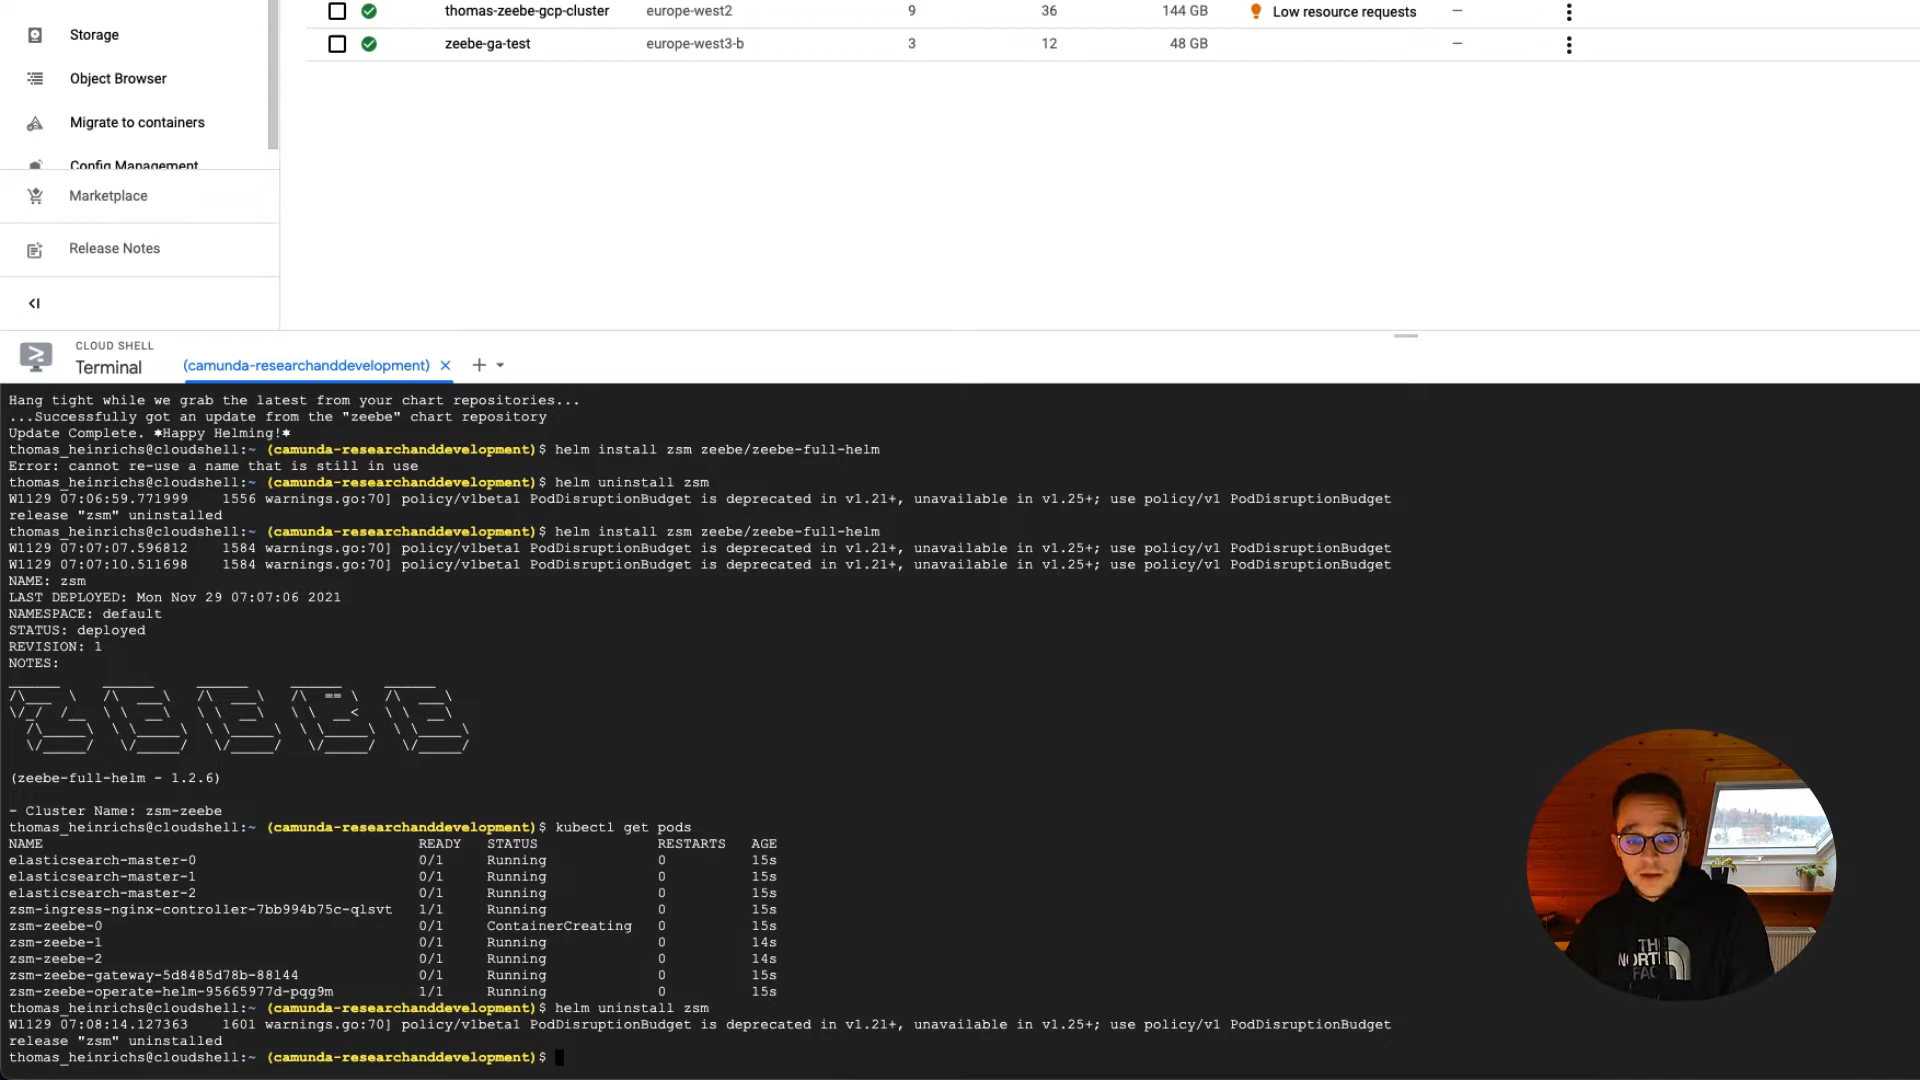 thomas-zeebe-gcp-cluster europe-west2 9 36 144 GB Low resource requests —
Storage
zeebe-ga-test europe-west3-b 3 12 48 GB —
Object Browser
Migrate to containers
Config Management
Marketplace
Release Notes
CLOUD SHELL
Terminal (camunda-researchanddevelopment)
Hang tight while we grab the latest from your chart repositories...
...Successfully got an update from the "zeebe" chart repository
Update Complete. ⎈Happy Helming!⎈
thomas_heinrichs@cloudshell:~ (camunda-researchanddevelopment)$ helm install zsm zeebe/zeebe-full-helm
Error: cannot re-use a name that is still in use
thomas_heinrichs@cloudshell:~ (camunda-researchanddevelopment)$ helm uninstall zsm
W1129 07:06:59.771999    1556 warnings.go:70] policy/v1beta1 PodDisruptionBudget is deprecated in v1.21+, unavailable in v1.25+; use policy/v1 PodDisruptionBudget
release "zsm" uninstalled
thomas_heinrichs@cloudshell:~ (camunda-researchanddevelopment)$ helm install zsm zeebe/zeebe-full-helm
W1129 07:07:07.596812    1584 warnings.go:70] policy/v1beta1 PodDisruptionBudget is deprecated in v1.21+, unavailable in v1.25+; use policy/v1 PodDisruptionBudget
W1129 07:07:10.511698    1584 warnings.go:70] policy/v1beta1 PodDisruptionBudget is deprecated in v1.21+, unavailable in v1.25+; use policy/v1 PodDisruptionBudget
NAME: zsm
LAST DEPLOYED: Mon Nov 29 07:07:06 2021
NAMESPACE: default
STATUS: deployed
REVISION: 1
NOTES:
ZEEBE
(zeebe-full-helm - 1.2.6)
- Cluster Name: zsm-zeebe
thomas_heinrichs@cloudshell:~ (camunda-researchanddevelopment)$ kubectl get pods
NAME READY STATUS RESTARTS AGE
elasticsearch-master-0 0/1 Running 0 15s
elasticsearch-master-1 0/1 Running 0 15s
elasticsearch-master-2 0/1 Running 0 15s
zsm-ingress-nginx-controller-7bb994b75c-qlsvt 1/1 Running 0 15s
zsm-zeebe-0 0/1 ContainerCreating 0 15s
zsm-zeebe-1 0/1 Running 0 14s
zsm-zeebe-2 0/1 Running 0 14s
zsm-zeebe-gateway-5d8485d78b-88144 0/1 Running 0 15s
zsm-zeebe-operate-helm-95665977d-pqg9m 1/1 Running 0 15s
thomas_heinrichs@cloudshell:~ (camunda-researchanddevelopment)$ helm uninstall zsm
W1129 07:08:14.127363    1601 warnings.go:70] policy/v1beta1 PodDisruptionBudget is deprecated in v1.21+, unavailable in v1.25+; use policy/v1 PodDisruptionBudget
release "zsm" uninstalled
thomas_heinrichs@cloudshell:~ (camunda-researchanddevelopment)$
THE
NORTH
FACE